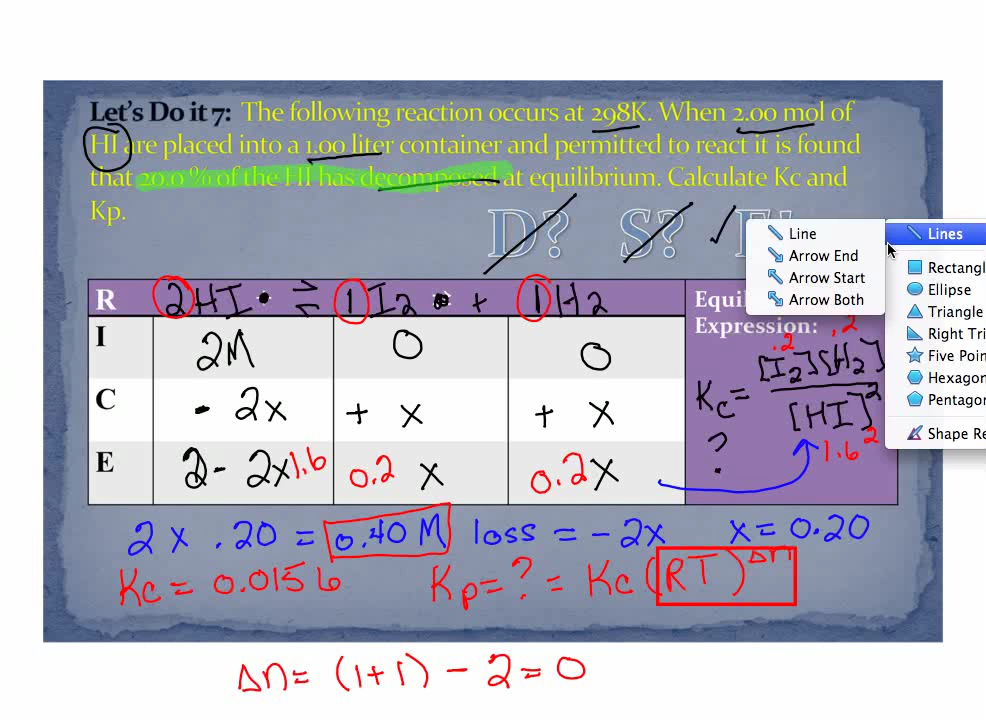 Let's Do it 7: The following reaction occurs at 298K. When 2.00 mol of
HI are placed into a 1.00 liter container and permitted to react it is found
that 20.0 % of the HI has decomposed at equilibrium. Calculate Kc and
Kp.
D? S?
Line Lines
Arrow End
Arrow Start Rectangl
Arrow Both Ellipse
Triangle
Right Tri
Five Poin
Hexagon
Pentagon
Shape Re
R 2HI ⇌ 1 I₂ + 1 H₂
Expression:
I 2M 0 0
C - 2x + x + x
E 2 - 2x 1.6 0.2 x 0.2 x
.2 .2
Kc = [I₂][H₂]
[HI]²
? 1.6²
2 x .20 = 0.40 M loss = -2x x = 0.20
Kc = 0.0156 Kp = ? = Kc (RT)^Δn
Δn = (1+1) - 2 = 0